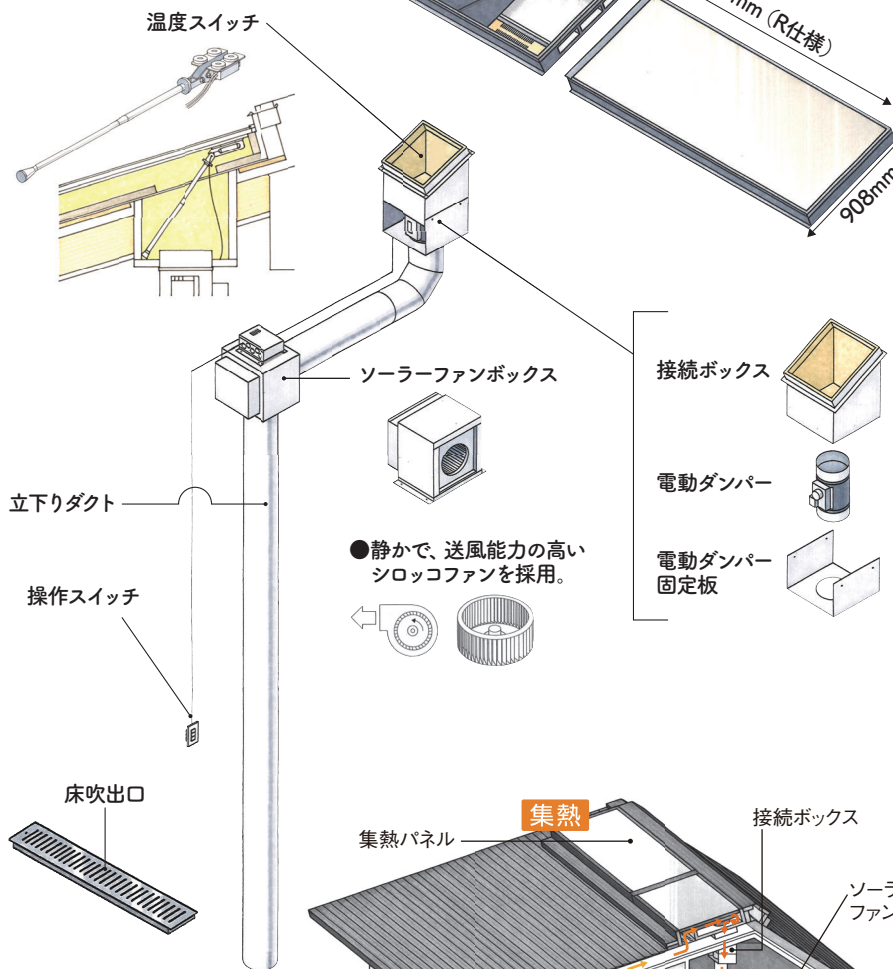 温度スイッチ
mm（R仕様）
908mm
ソーラーファンボックス
接続ボックス
立下りダクト
電動ダンパー
●静かで、送風能力の高い
シロッコファンを採用。
電動ダンパー
固定板
操作スイッチ
床吹出口
集熱
集熱パネル
接続ボックス
ソーラ
ファン